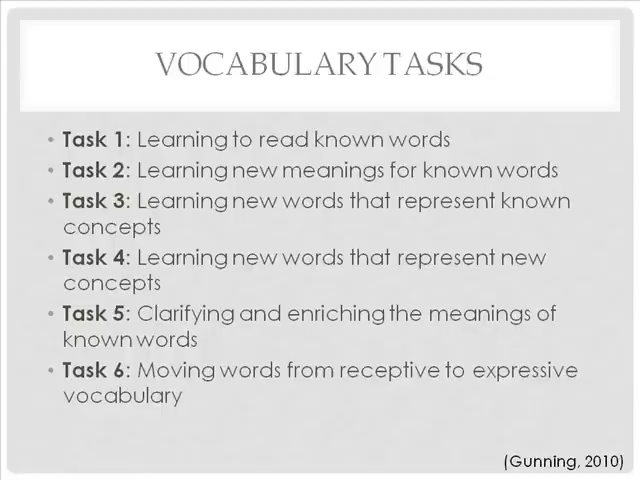 VOCABULARY TASKS
• Task 1: Learning to read known words
• Task 2: Learning new meanings for known words
• Task 3: Learning new words that represent known
concepts
• Task 4: Learning new words that represent new
concepts
• Task 5: Clarifying and enriching the meanings of
known words
• Task 6: Moving words from receptive to expressive
vocabulary
(Gunning, 2010)